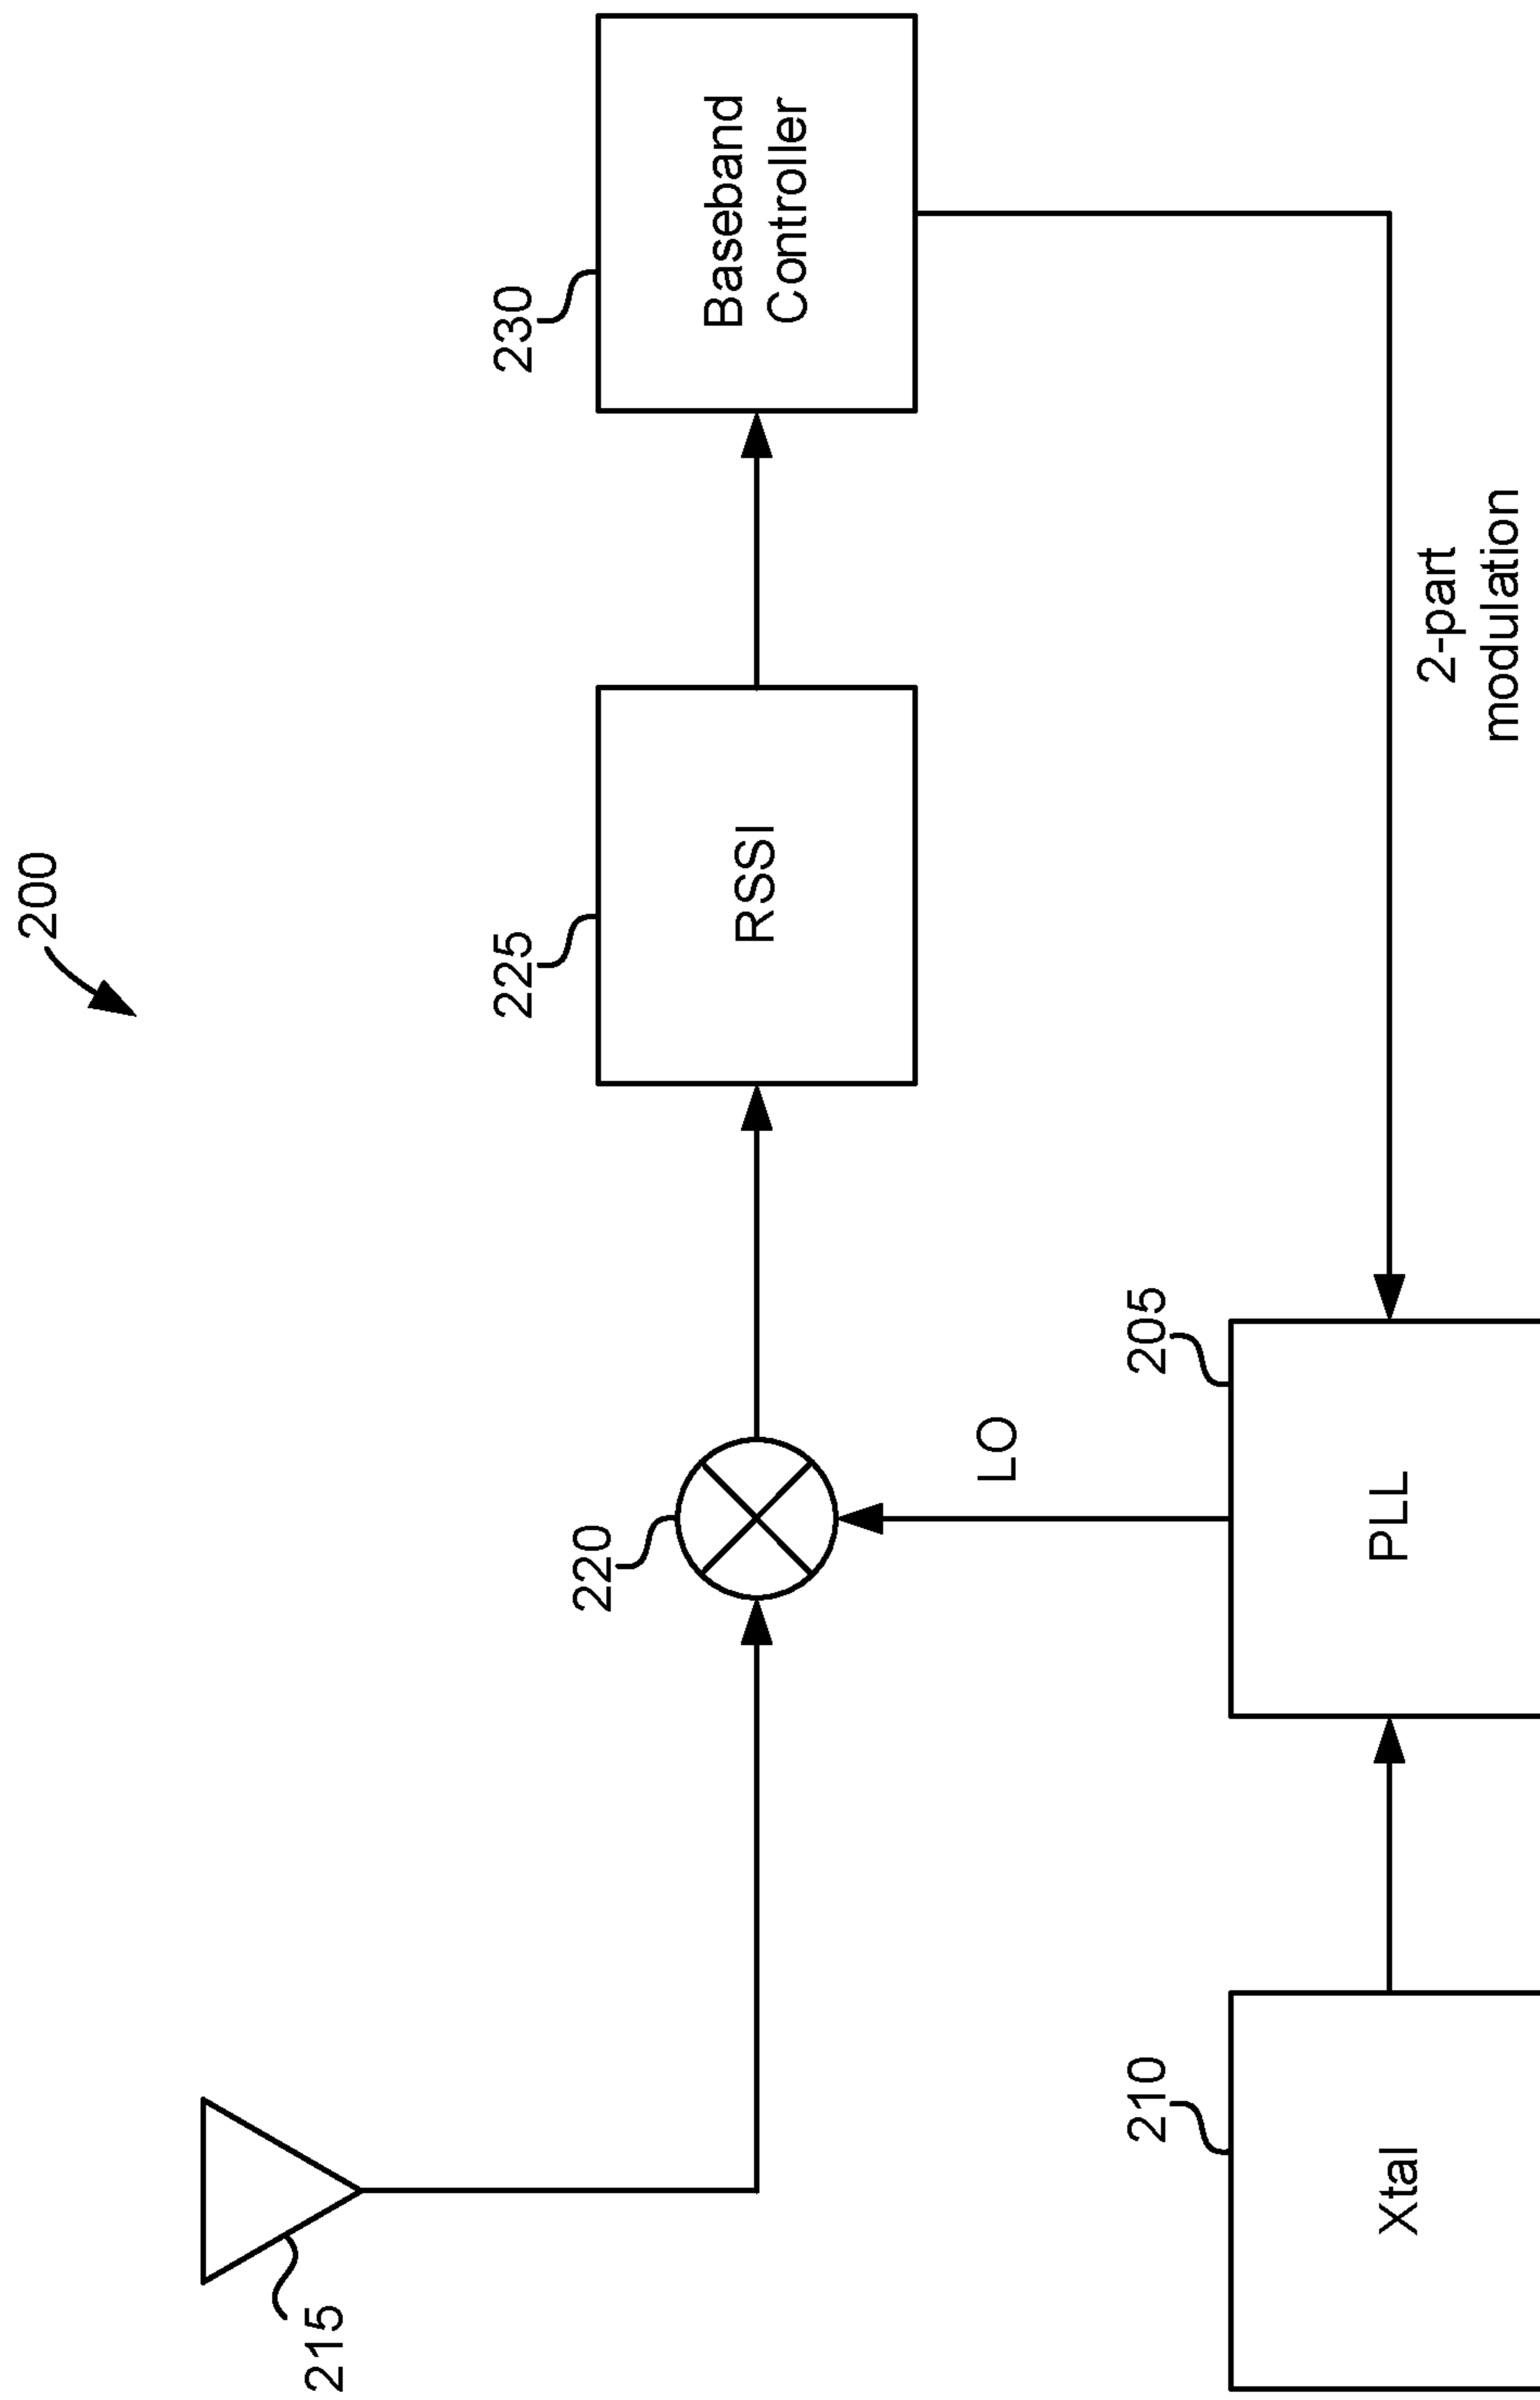 200
215
220
225
RSSI
230
Baseband
Controller
LO
210
Xtal
205
PLL
2-part
modulation